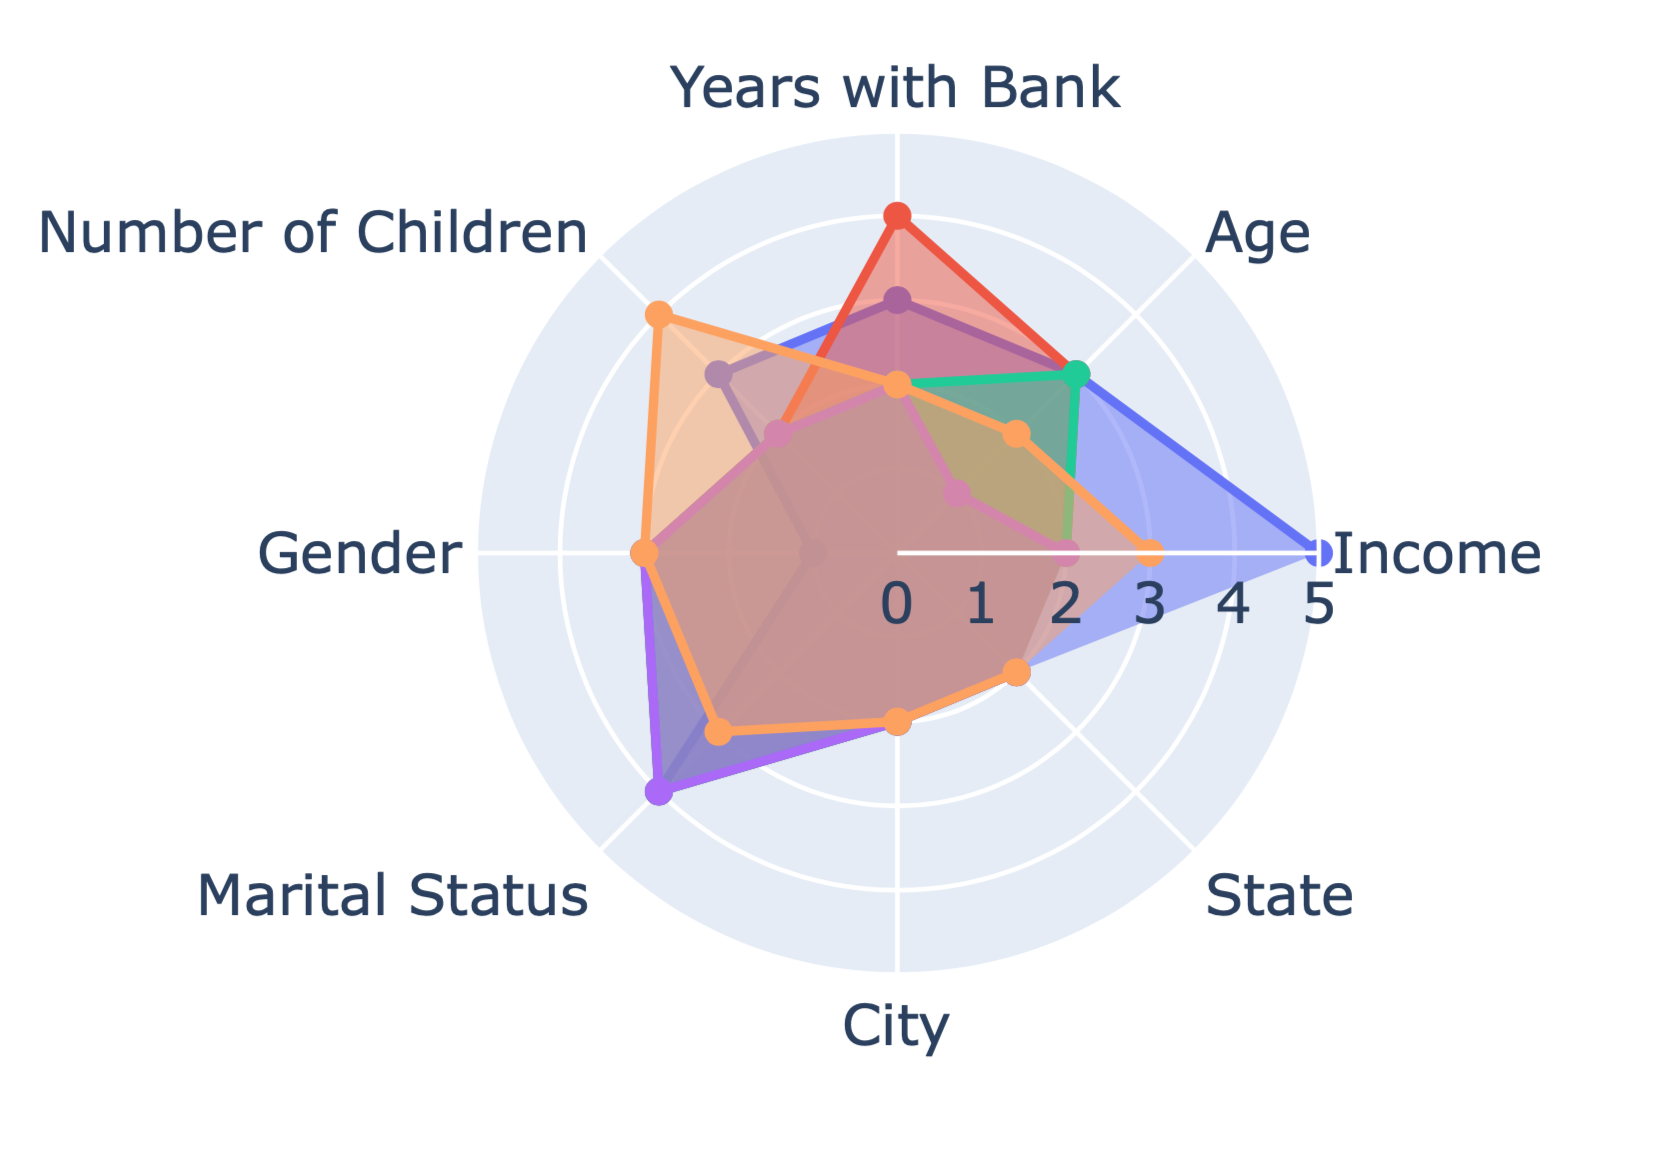 Years with Bank
Number of Children
Age
Gender
Income
0 1 2 3 4 5
Marital Status
State
City